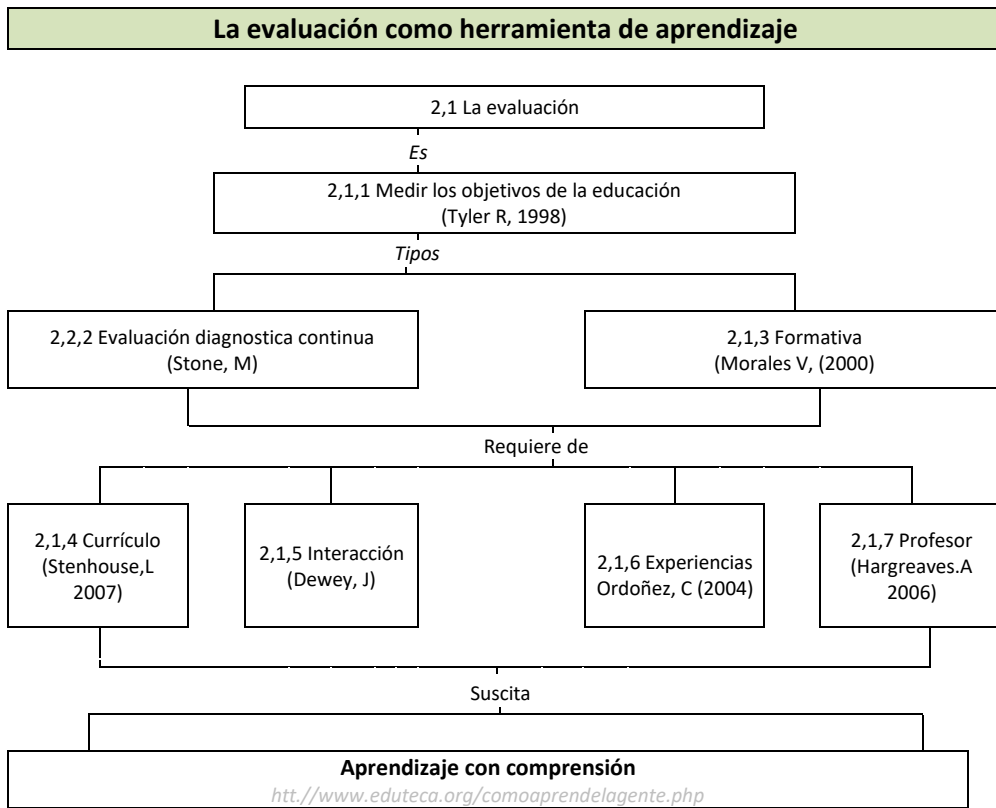 La evaluación como herramienta de aprendizaje
2,1 La evaluación
Es
2,1,1 Medir los objetivos de la educación
(Tyler R, 1998)
Tipos
2,2,2 Evaluación diagnostica continua
(Stone, M)
2,1,3 Formativa
(Morales V, (2000)
Requiere de
2,1,4 Currículo
(Stenhouse,L
2007)
2,1,5 Interacción
(Dewey, J)
2,1,6 Experiencias
Ordoñez, C (2004)
2,1,7 Profesor
(Hargreaves.A
2006)
Suscita
Aprendizaje con comprensión
htt.//www.eduteca.org/comoaprendelagente.php